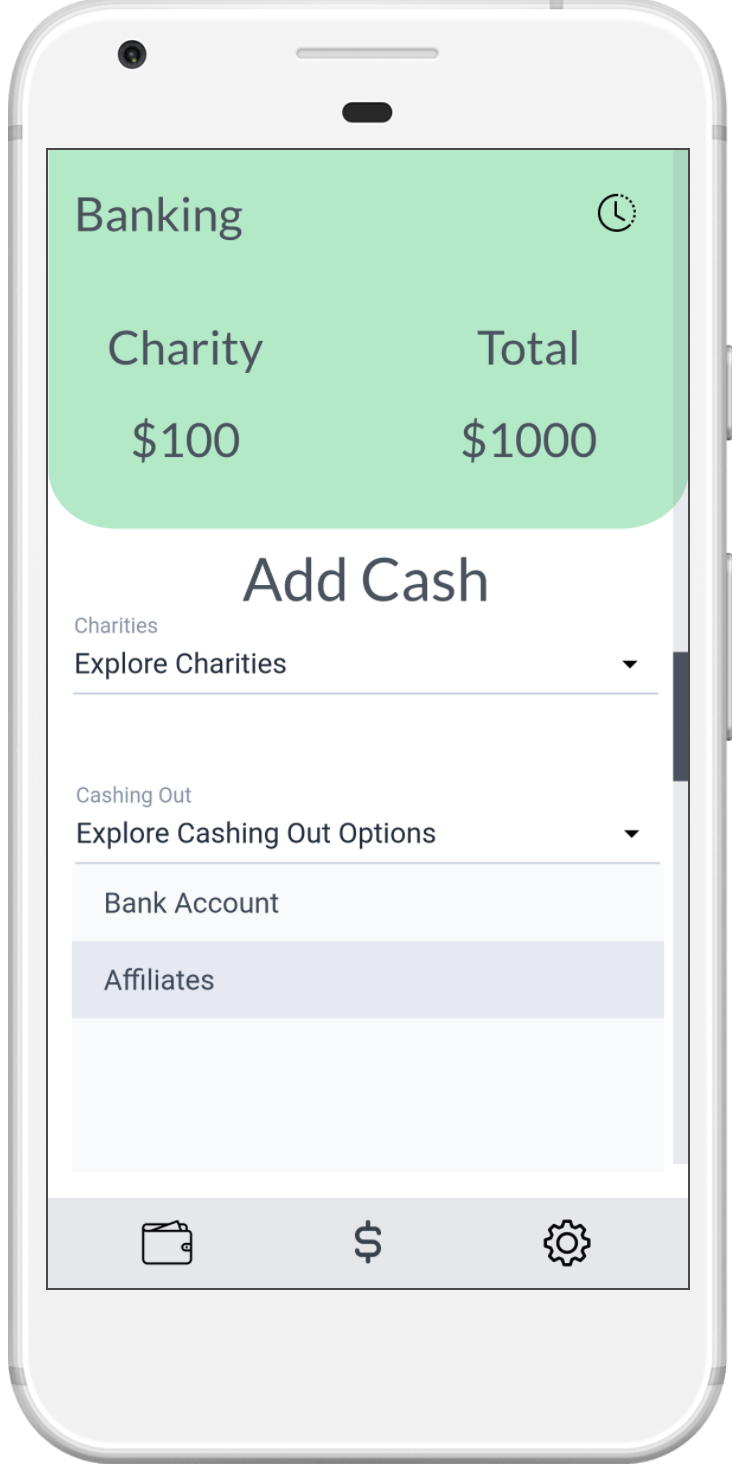 Banking
Charity Total
$100 $1000
Add Cash
Charities
Explore Charities
Cashing Out
Explore Cashing Out Options
Bank Account
Affiliates
$